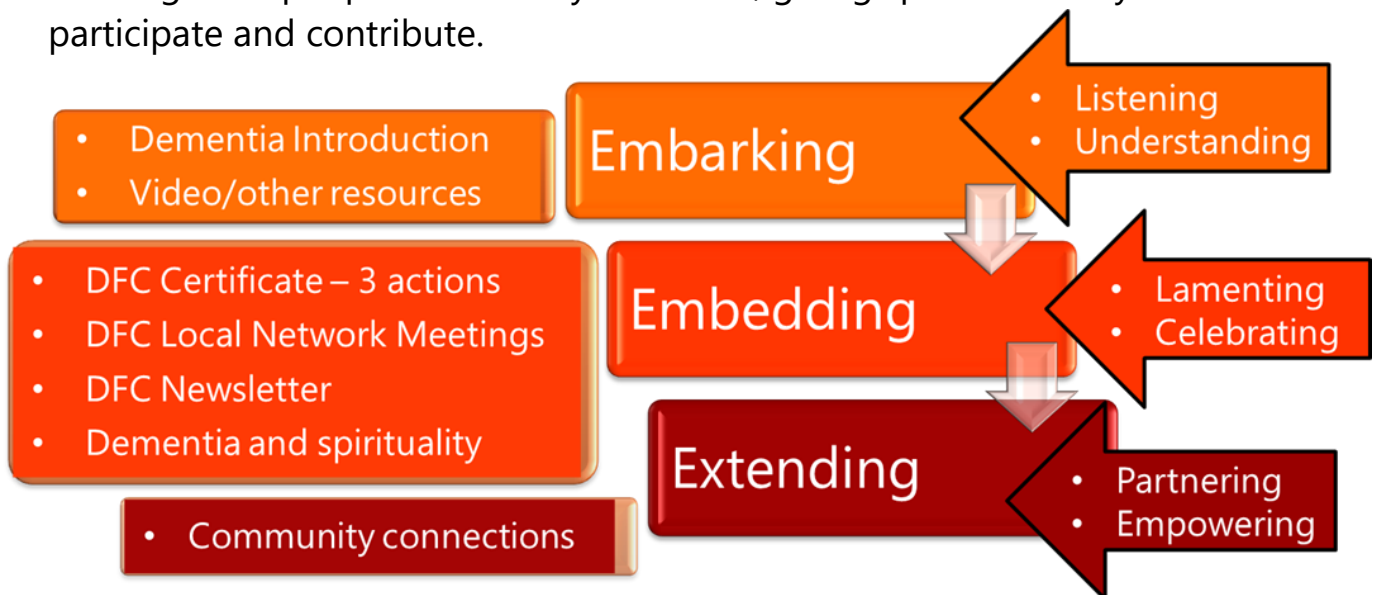 participate and contribute.
• Dementia Introduction
• Video/other resources
Embarking
• Listening
• Understanding
• DFC Certificate – 3 actions
• DFC Local Network Meetings
• DFC Newsletter
• Dementia and spirituality
Embedding
• Lamenting
• Celebrating
• Community connections
Extending
• Partnering
• Empowering